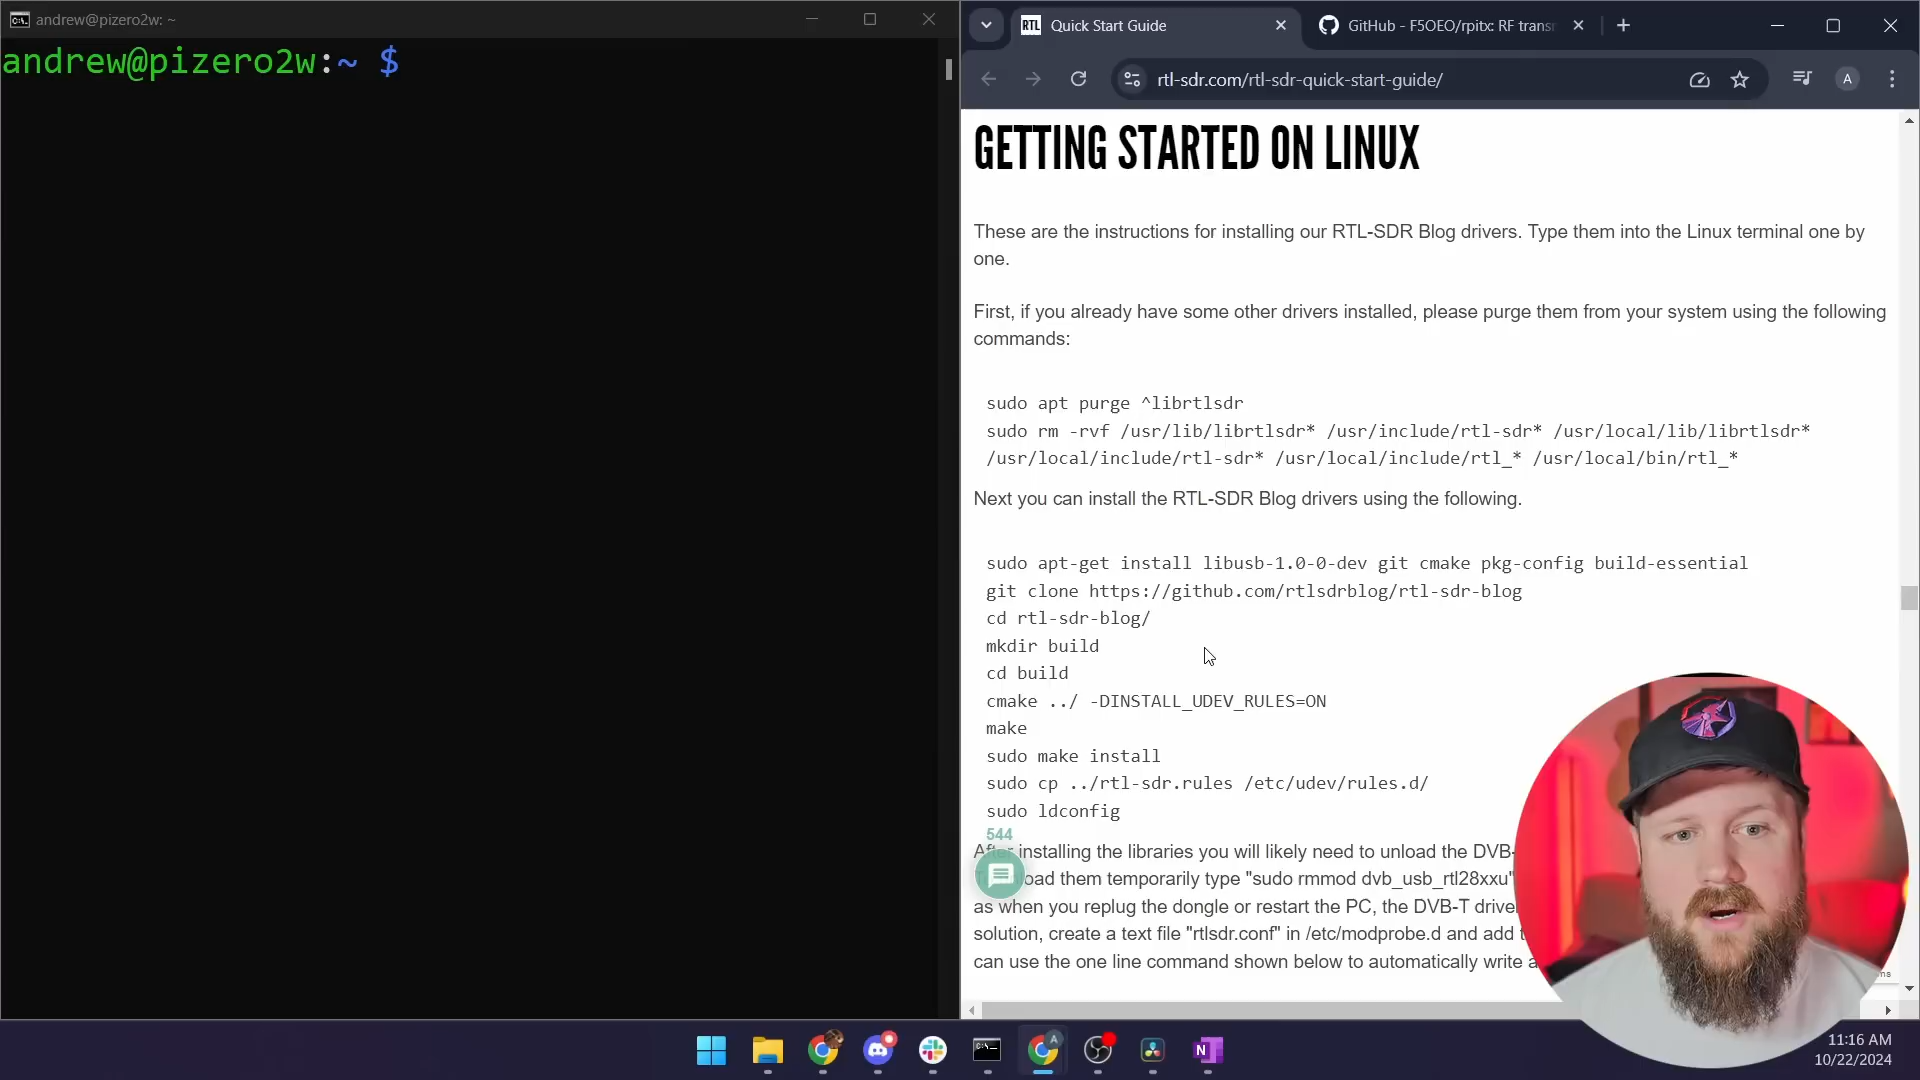 andrew@pizero2w: ~
andrew@pizero2w:~ $
RTL Quick Start Guide
GitHub - F5OEO/rpitx: RF trans
rtl-sdr.com/rtl-sdr-quick-start-guide/
A
GETTING STARTED ON LINUX
These are the instructions for installing our RTL-SDR Blog drivers. Type them into the Linux terminal one by
one.
First, if you already have some other drivers installed, please purge them from your system using the following
commands:
sudo apt purge ^librtlsdr
sudo rm -rvf /usr/lib/librtlsdr* /usr/include/rtl-sdr* /usr/local/lib/librtlsdr*
/usr/local/include/rtl-sdr* /usr/local/include/rtl_* /usr/local/bin/rtl_*
Next you can install the RTL-SDR Blog drivers using the following.
sudo apt-get install libusb-1.0-0-dev git cmake pkg-config build-essential
git clone https://github.com/rtlsdrblog/rtl-sdr-blog
cd rtl-sdr-blog/
mkdir build
cd build
cmake ../ -DINSTALL_UDEV_RULES=ON
make
sudo make install
sudo cp ../rtl-sdr.rules /etc/udev/rules.d/
sudo ldconfig
544
After installing the libraries you will likely need to unload the DVB-
oad them temporarily type "sudo rmmod dvb_usb_rtl28xxu"
as when you replug the dongle or restart the PC, the DVB-T drive
solution, create a text file "rtlsdr.conf" in /etc/modprobe.d and add
can use the one line command shown below to automatically write
ms
A
N
11:16 AM
10/22/2024